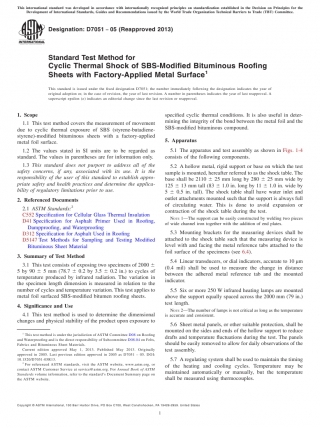 This international standard was developed in accordance with internationally recognized principles on standardization established in the Decision on Principles for the
Development of International Standards, Guides and Recommendations issued by the World Trade Organization Technical Barriers to Trade (TBT) Committee.
Designation: D7051 − 05 (Reapproved 2013)
Standard Test Method for
Cyclic Thermal Shock of SBS-Modified Bituminous Roofing
Sheets with Factory-Applied Metal Surface1
This standard is issued under the fixed designation D7051; the number immediately following the designation indicates the year of
original adoption or, in the case of revision, the year of last revision. A number in parentheses indicates the year of last reapproval. A
superscript epsilon (ε) indicates an editorial change since the last revision or reapproval.
1. Scope
1.1 This test method covers the measurement of movement
due to cyclic thermal exposure of SBS (styrene-butadiene-
styrene)-modified bituminous sheets with a factory-applied
metal foil surface.
1.2 The values stated in SI units are to be regarded as
standard. The values in parentheses are for information only.
1.3 This standard does not purport to address all of the
safety concerns, if any, associated with its use. It is the
responsibility of the user of this standard to establish appro-
priate safety and health practices and determine the applica-
bility of regulatory limitations prior to use.
2. Referenced Documents
2.1 ASTM Standards:2
C552 Specification for Cellular Glass Thermal Insulation
D41 Specification for Asphalt Primer Used in Roofing,
Dampproofing, and Waterproofing
D312 Specification for Asphalt Used in Roofing
D5147 Test Methods for Sampling and Testing Modified
Bituminous Sheet Material
3. Summary of Test Method
3.1 This test consists of exposing two specimens of 2000 ±
5 by 90 ± 5 mm (78.7 ± 0.2 by 3.5 ± 0.2 in.) to cycles of
temperature produced by infrared radiators. The variation in
the specimen length dimension is measured in relation to the
number of cycles and temperature variation. This test applies to
metal foil surfaced SBS-modified bitumen roofing sheets.
4. Significance and Use
4.1 This test is used to determine the dimensional
changes and physical stability of the product upon exposure to
1 This test method is under the jurisdiction of ASTM Committee D08 on Roofing
and Waterproofing and is the direct responsibility of Subcommittee D08.04 on Felts,
Fabrics and Bituminous Sheet Materials.
Current edition approved May 1, 2013. Published May 2013. Originally
approved in 2005. Last previous edition approved in 2005 as D7051 – 05.
2 For referenced ASTM standards, visit the ASTM website, www.astm.org, or
contact ASTM Customer Service at service@astm.org. For Annual Book of ASTM
Standards volume information, refer to the standard's Document Summary page on
the ASTM website.
specified cyclic thermal conditions. It is also useful in deter-
mining the integrity of the bond between the metal foil and the
SBS-modified bituminous compound.
5. Apparatus
5.1 The apparatus and test assembly as shown in Figs. 1-4
consists of the following components.
5.2 A hollow metal, rigid support or base on which the test
sample is mounted, hereafter referred to as the shock table. The
base shall be 2110 ± 25 mm long by 280 ± 25 mm wide by
125 ± 13 mm tall (83 ± 1.0 in. long by 11 ± 1.0 in. wide by
5 ± 0.5 in. tall). The shock table shall have water inlet and
outlet attachments mounted such that the support is always full
of circulating water. This is done to avoid expansion or
contraction of the shock table during the test.
NOTE 1—The support can be easily constructed by welding two pieces
of wide channel iron together with the addition of end plates.
5.3 Mounting brackets for the measuring devices shall be
attached to the shock table such that the measuring device is
level with and facing the metal reference tabs attached to the
foil surface of the specimens (see 6.4).
5.4 Linear transducers, or dial indicators, accurate to 10 µm
(0.4 mil) shall be used to measure the change in distance
between the adhered metal reference tab and the mounted
indicator.
5.5 Six or more 250 W infrared heating lamps are mounted
above the support equally spaced across the 2000 mm (79 in.)
test length.
NOTE 2—The number of lamps is not critical as long as the temperature
is accurate and consistent.
5.6 Sheet metal panels, or other suitable protection, shall be
mounted on the sides and ends of the hollow support to reduce
drafts and temperature fluctuations during the test. The panels
should be easily removed to allow for daily observations of the
test assembly.
5.7 A regulation system shall be used to maintain the timing
of the heating and cooling cycles. Temperature may be
maintained automatically or manually, but the temperature
shall be measured using thermocouples.
Copyright © ASTM International, 100 Barr Harbor Drive, PO Box C700, West Conshohocken, PA 19428-2959. United States
1